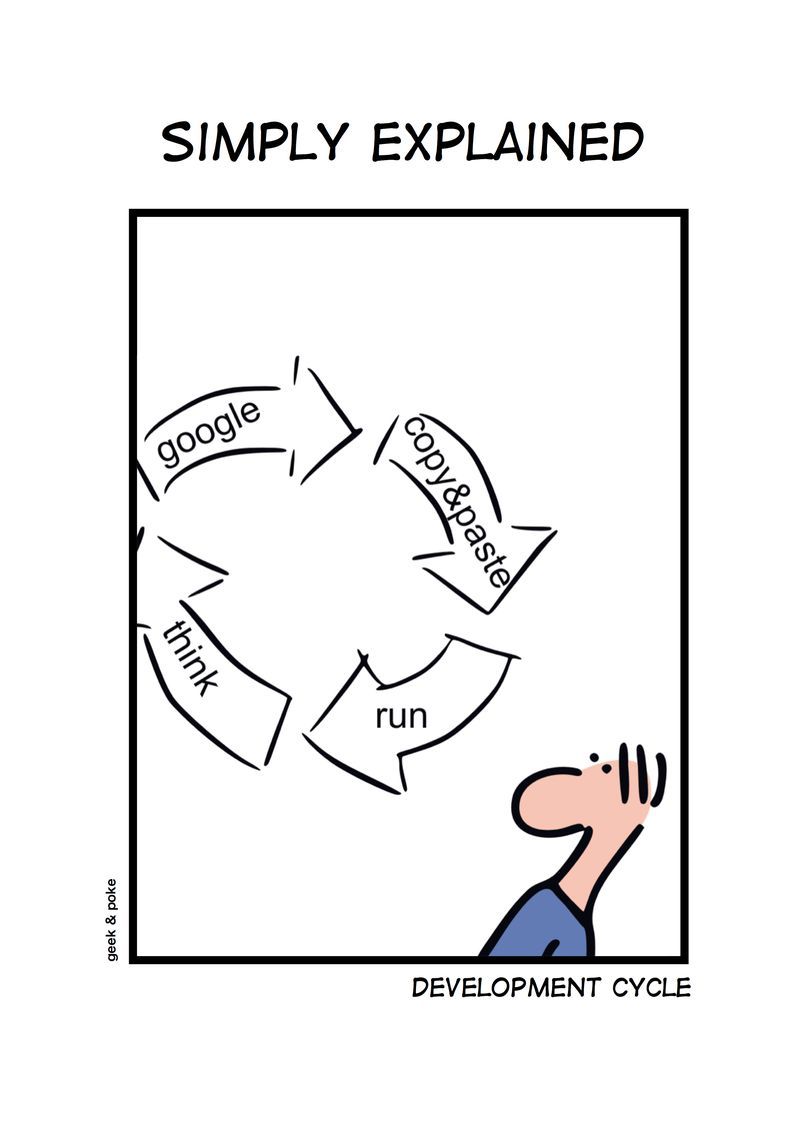 SIMPLY EXPLAINED
google
copy&paste
run
think
geek & poke
DEVELOPMENT CYCLE